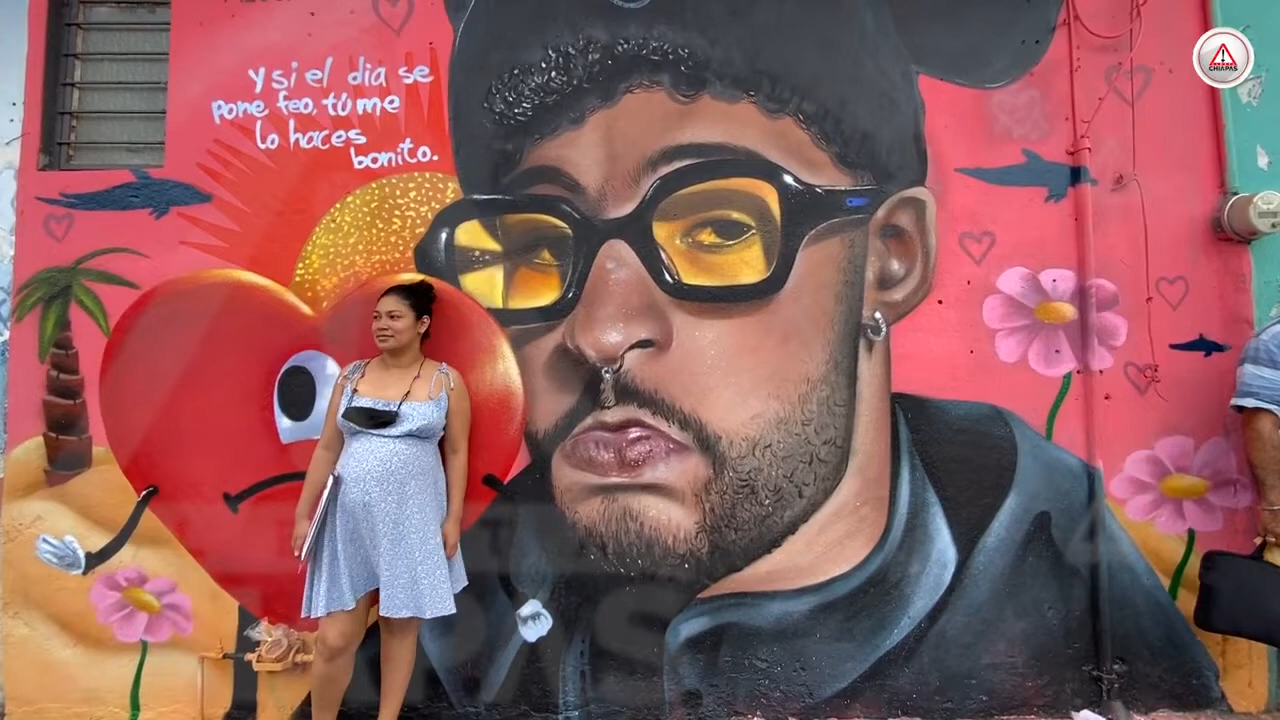 y si el dia se
pone feo, tú me
lo haces
bonito.
CHIAPAS